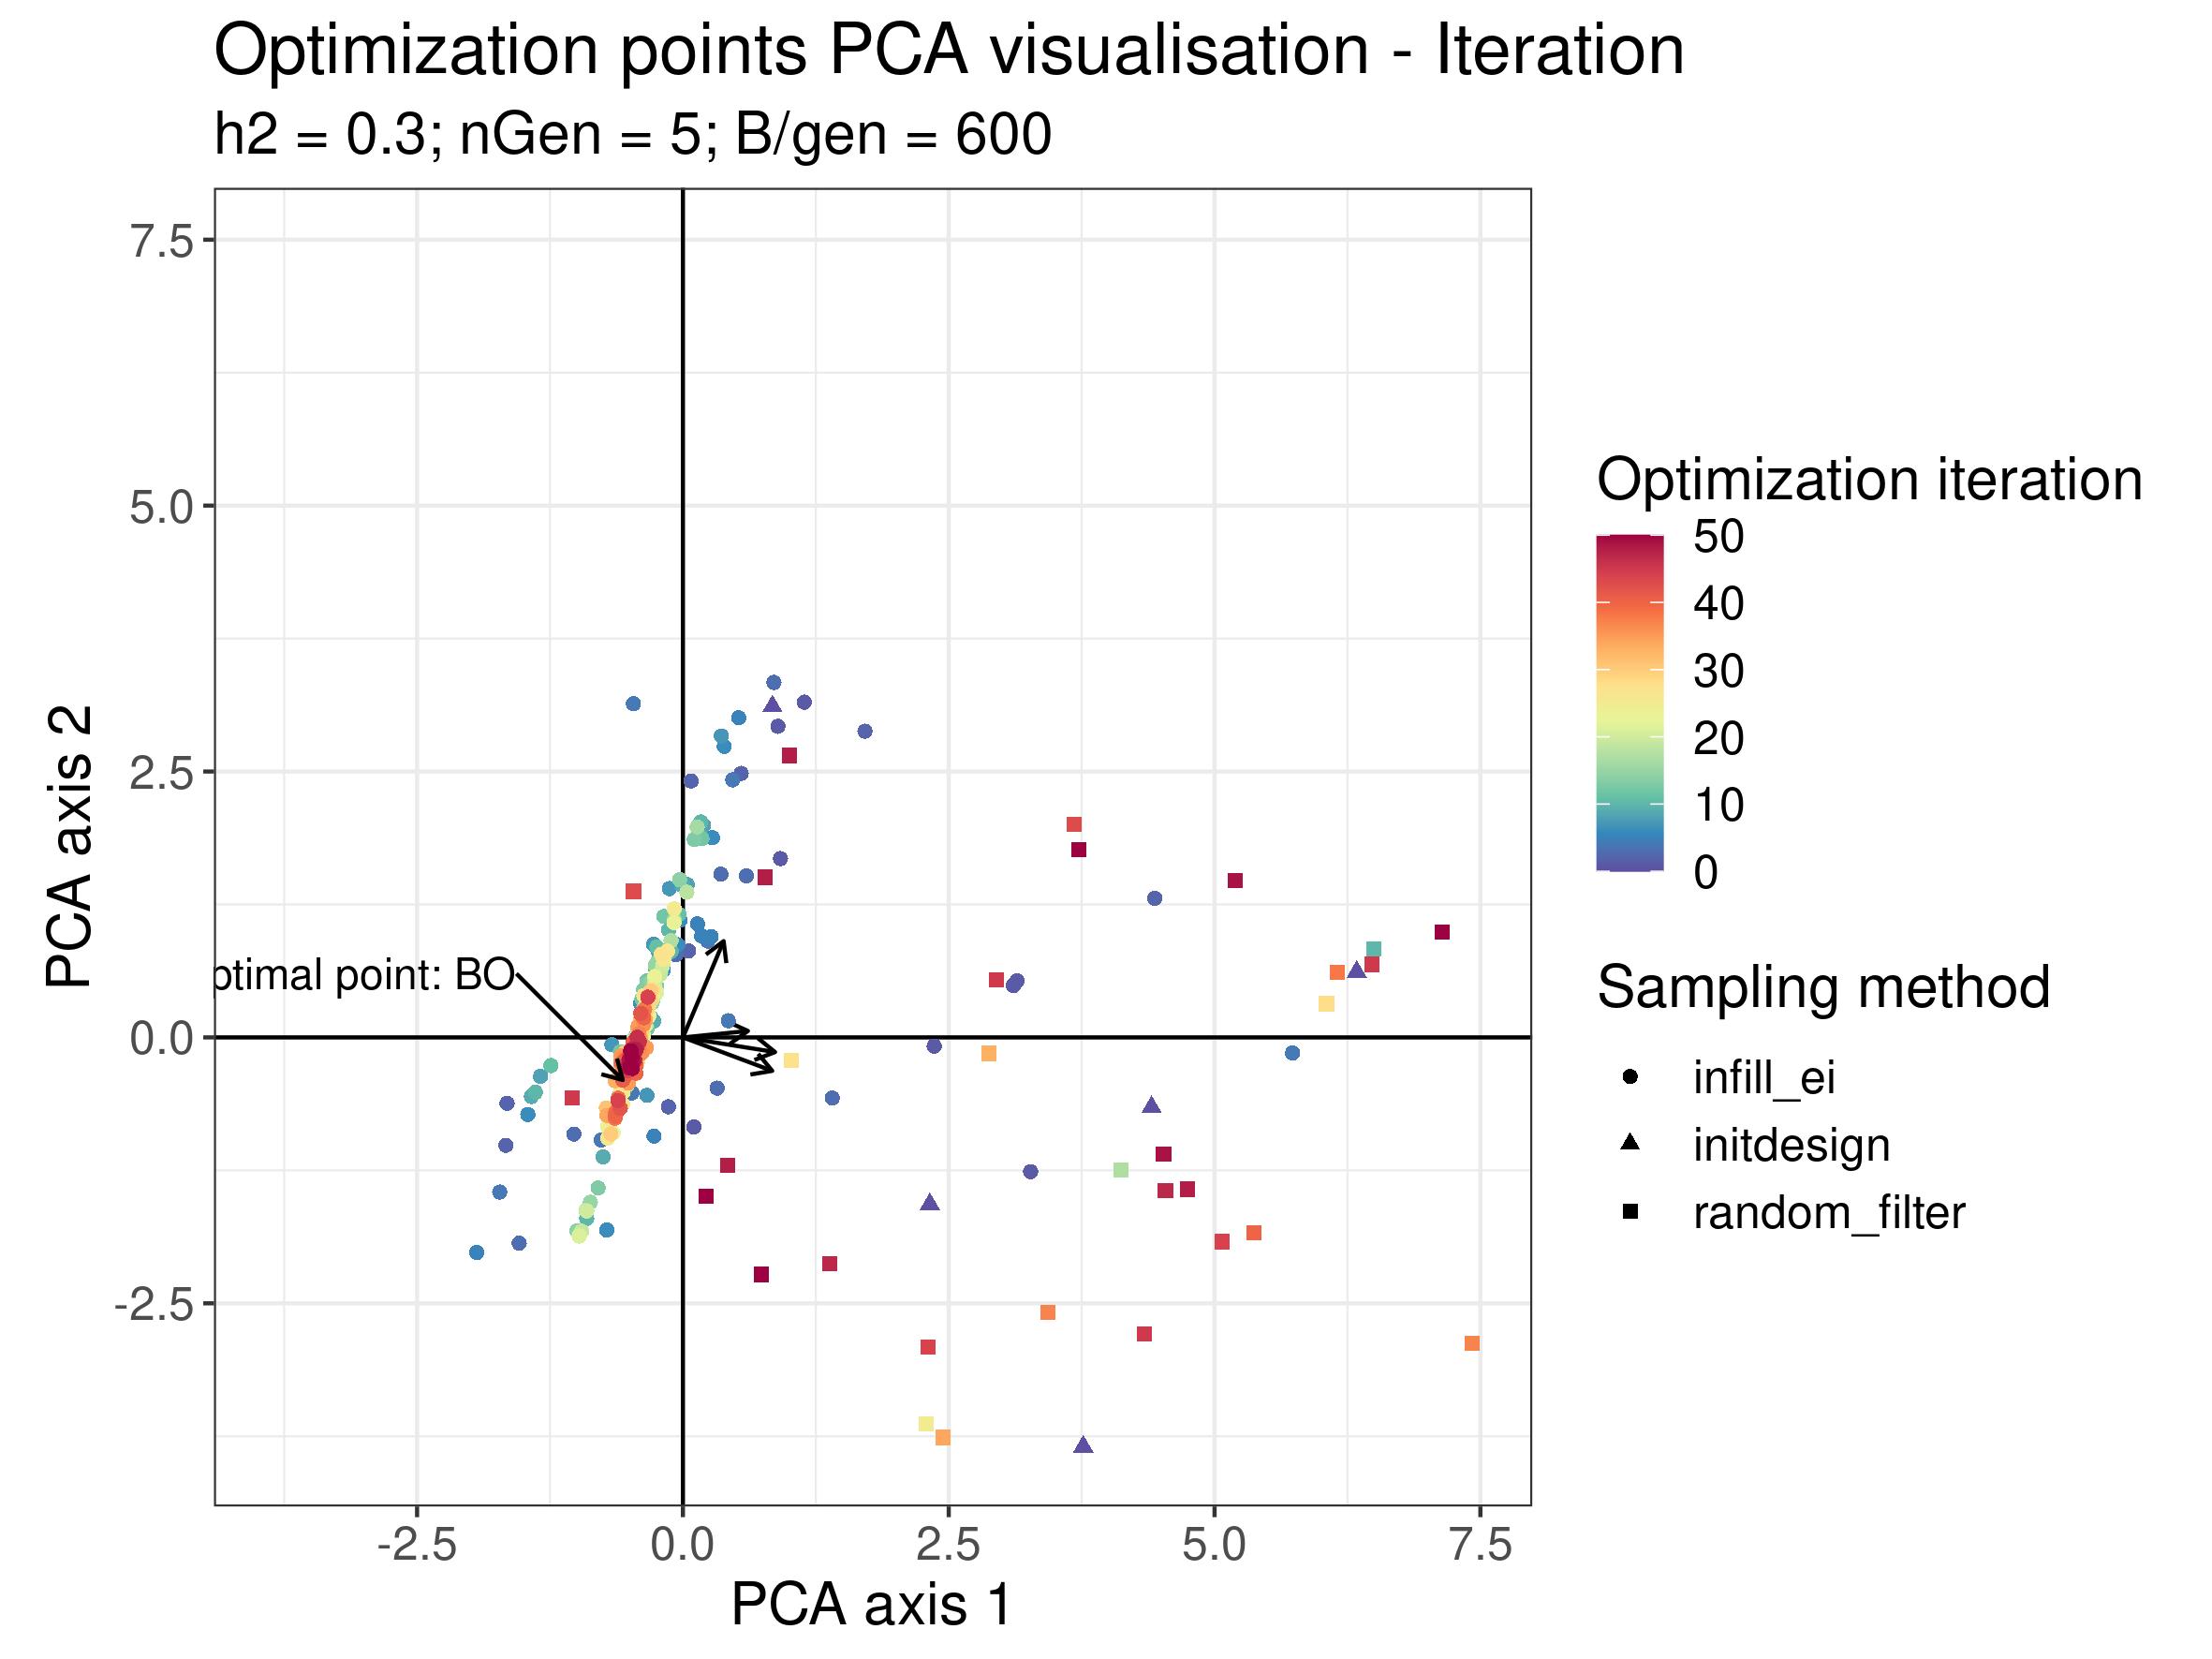 Optimization points PCA visualisation - Iteration
h2 = 0.3; nGen = 5; B/gen = 600
7.5
5.0
2.5
0.0
-2.5
PCA axis 2
ptimal point: BO
-2.5
0.0
2.5
5.0
7.5
PCA axis 1
Optimization iteration
50
40
30
20
10
0
Sampling method
infill_ei
initdesign
random_filter